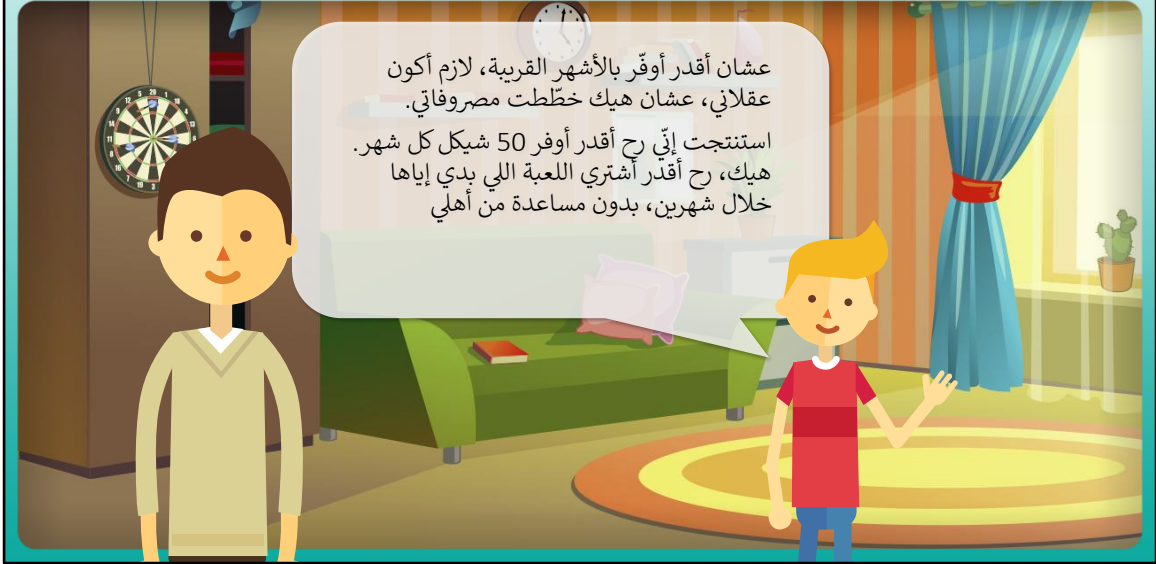 عشان أقدر أوفّر بالأشهر القريبة، لازم أكون
عقلاني، عشان هيك خطّطت مصروفاتي.
استنتجت إنّي رح أقدر أوفر 50 شيكل كل شهر.
هيك، رح أقدر أشتري اللعبة اللي بدي إياها
خلال شهرين، بدون مساعدة من أهلي